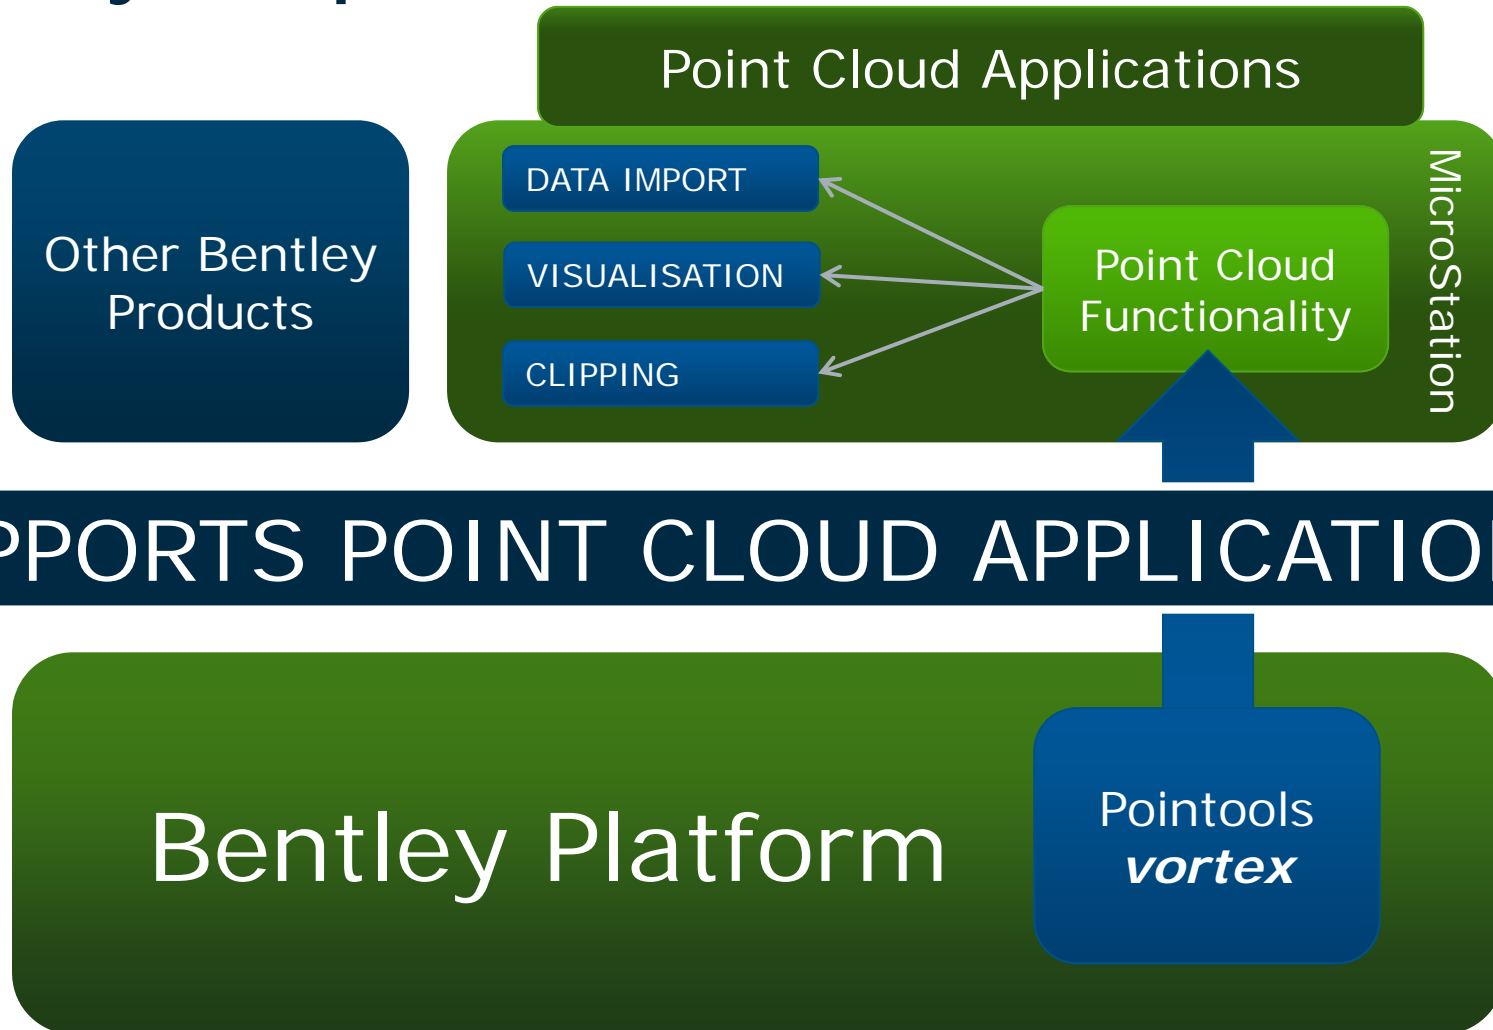 Point Cloud Applications
Other Bentley
Products
DATA IMPORT
VISUALISATION
CLIPPING
Point Cloud
Functionality
MicroStation
PPORTS POINT CLOUD APPLICATION
Bentley Platform
Pointools
vortex